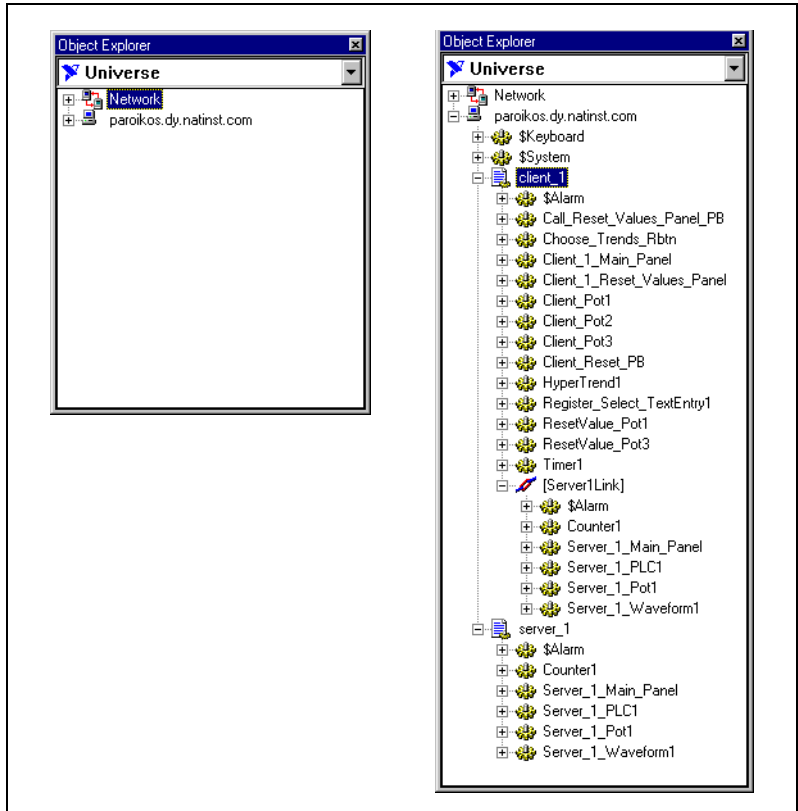 Object Explorer
Universe
Network
paroikos.dy.natinst.com
Object Explorer
Universe
Network
paroikos.dy.natinst.com
$Keyboard
$System
client_1
$Alarm
Call_Reset_Values_Panel_PB
Choose_Trends_Rbtn
Client_1_Main_Panel
Client_1_Reset_Values_Panel
Client_Pot1
Client_Pot2
Client_Pot3
Client_Reset_PB
HyperTrend1
Register_Select_TextEntry1
ResetValue_Pot1
ResetValue_Pot3
Timer1
[Server1Link]
$Alarm
Counter1
Server_1_Main_Panel
Server_1_PLC1
Server_1_Pot1
Server_1_Waveform1
server_1
$Alarm
Counter1
Server_1_Main_Panel
Server_1_PLC1
Server_1_Pot1
Server_1_Waveform1